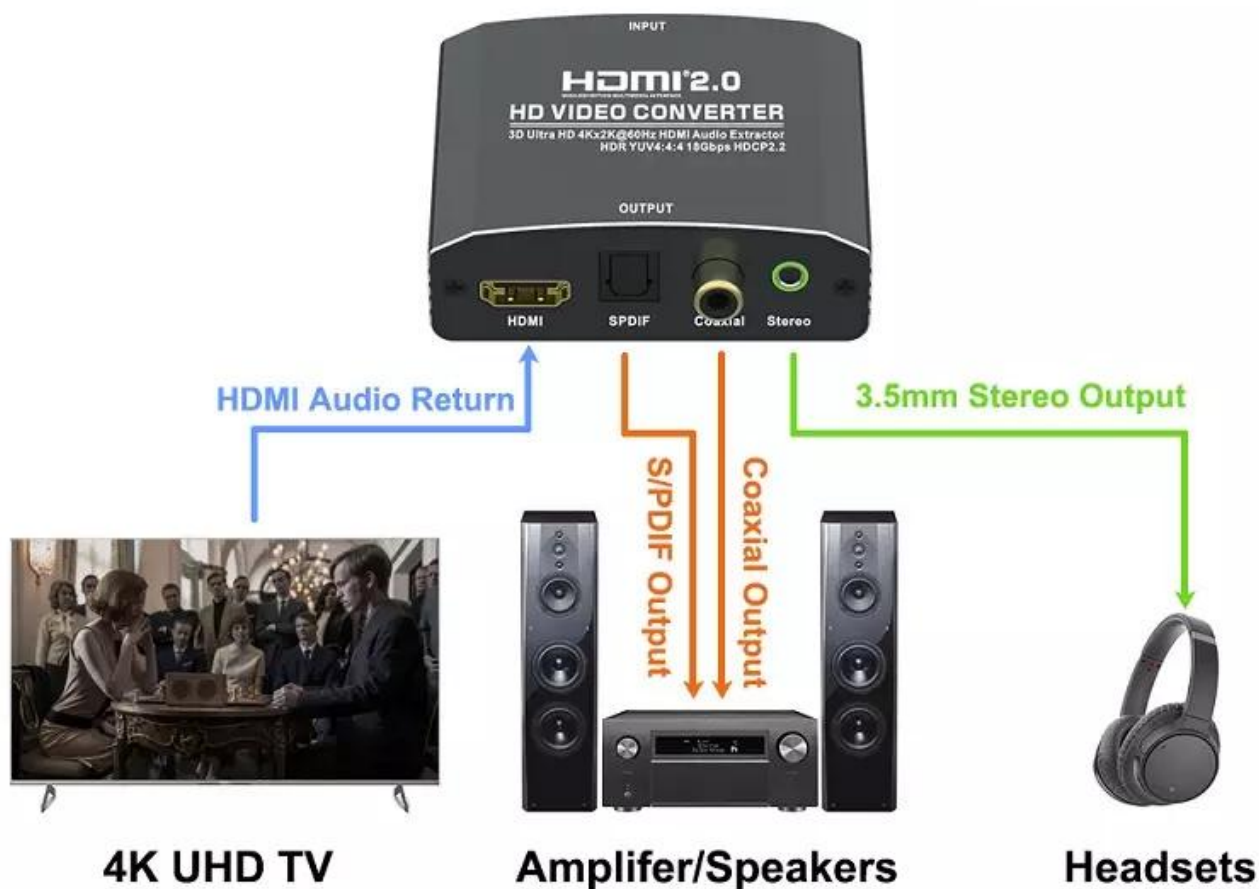 INPUT
HDMI®2.0
HD VIDEO CONVERTER
3D Ultra HD 4Kx2K@60Hz HDMI Audio Extractor
HDR YUV4:4:4 18Gbps HDCP2.2
OUTPUT
HDMI
SPDIF
Coaxial
Stereo
HDMI Audio Return
S/PDIF Output
Coaxial Output
3.5mm Stereo Output
4K UHD TV
Amplifer/Speakers
Headsets